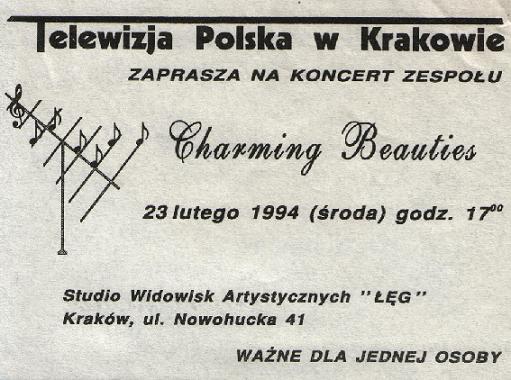 Telewizja Polska w Krakowie
ZAPRASZA NA KONCERT ZESPOŁU
Charming Beauties
23 lutego 1994 (środa) godz. 17⁰⁰
Studio Widowisk Artystycznych "ŁĘG"
Kraków, ul. Nowohucka 41
WAŻNE DLA JEDNEJ OSOBY